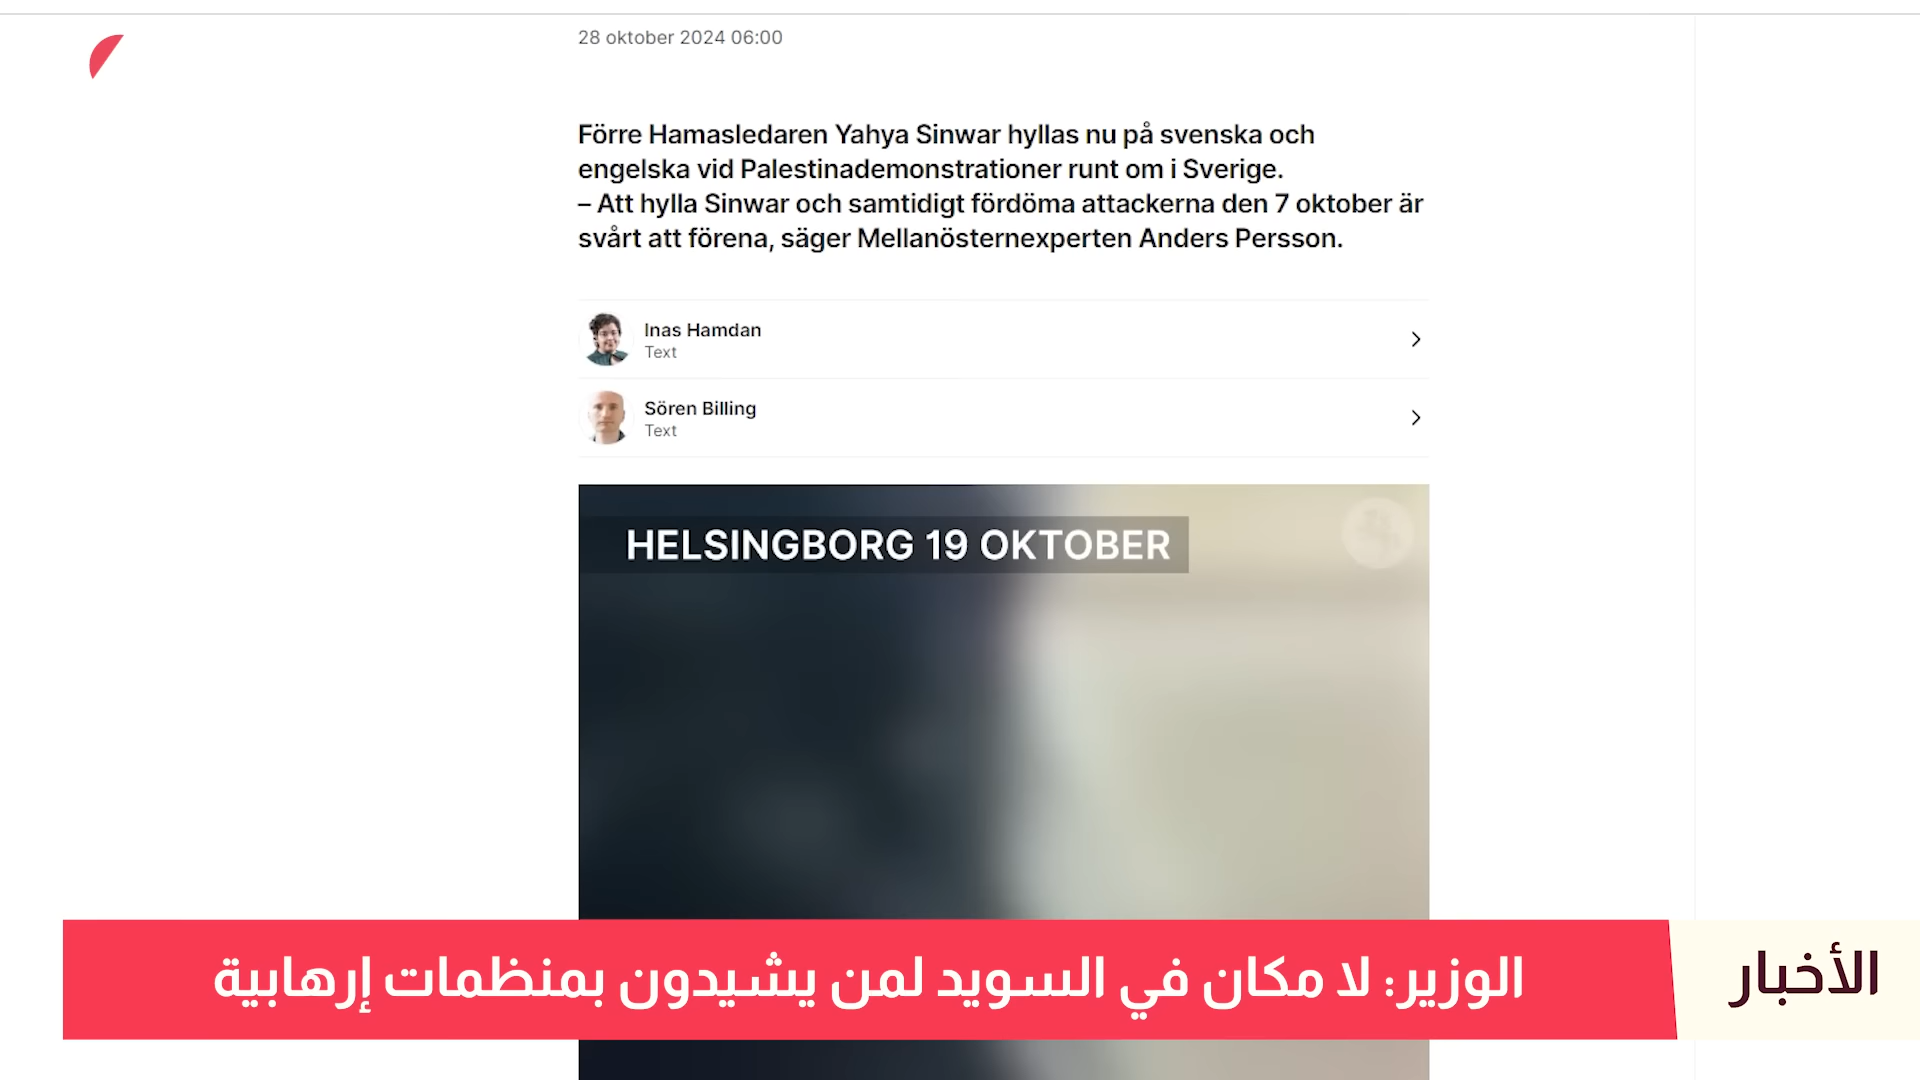 28 oktober 2024 06:00
Förre Hamasledaren Yahya Sinwar hyllas nu på svenska och
engelska vid Palestinademonstrationer runt om i Sverige.
– Att hylla Sinwar och samtidigt fördöma attackerna den 7 oktober är
svårt att förena, säger Mellanösternexperten Anders Persson.
Inas Hamdan
Text
Sören Billing
Text
HELSINGBORG 19 OKTOBER
الأخبار
الوزير: لا مكان في السويد لمن يشيدون بمنظمات إرهابية